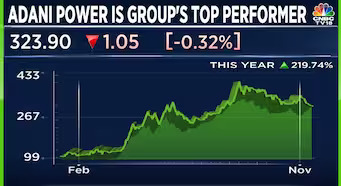 ADANI POWER IS GROUP'S TOP PERFORMER
CNBC
TV18
323.90 ▼ 1.05 [-0.32%]
THIS YEAR ▲ 219.74%
433
267
99
Feb
Nov